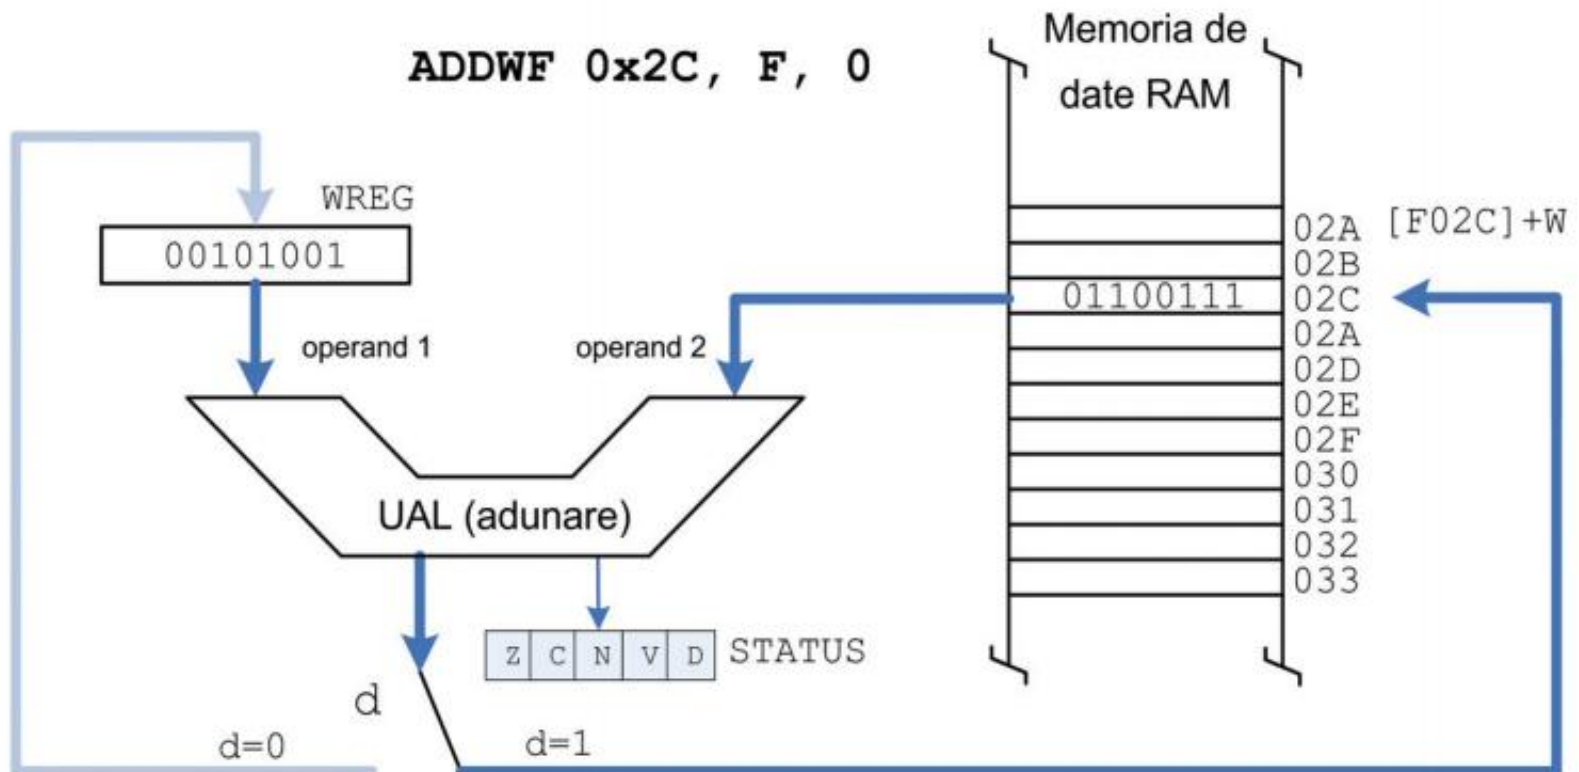 ADDWF 0x2C, F, 0
Memoria de
date RAM
WREG
00101001
02A [F02C]+W
02B
01100111 02C
02A
02D
02E
02F
030
031
032
033
operand 1
operand 2
UAL (adunare)
Z C N V D STATUS
d
d=0
d=1